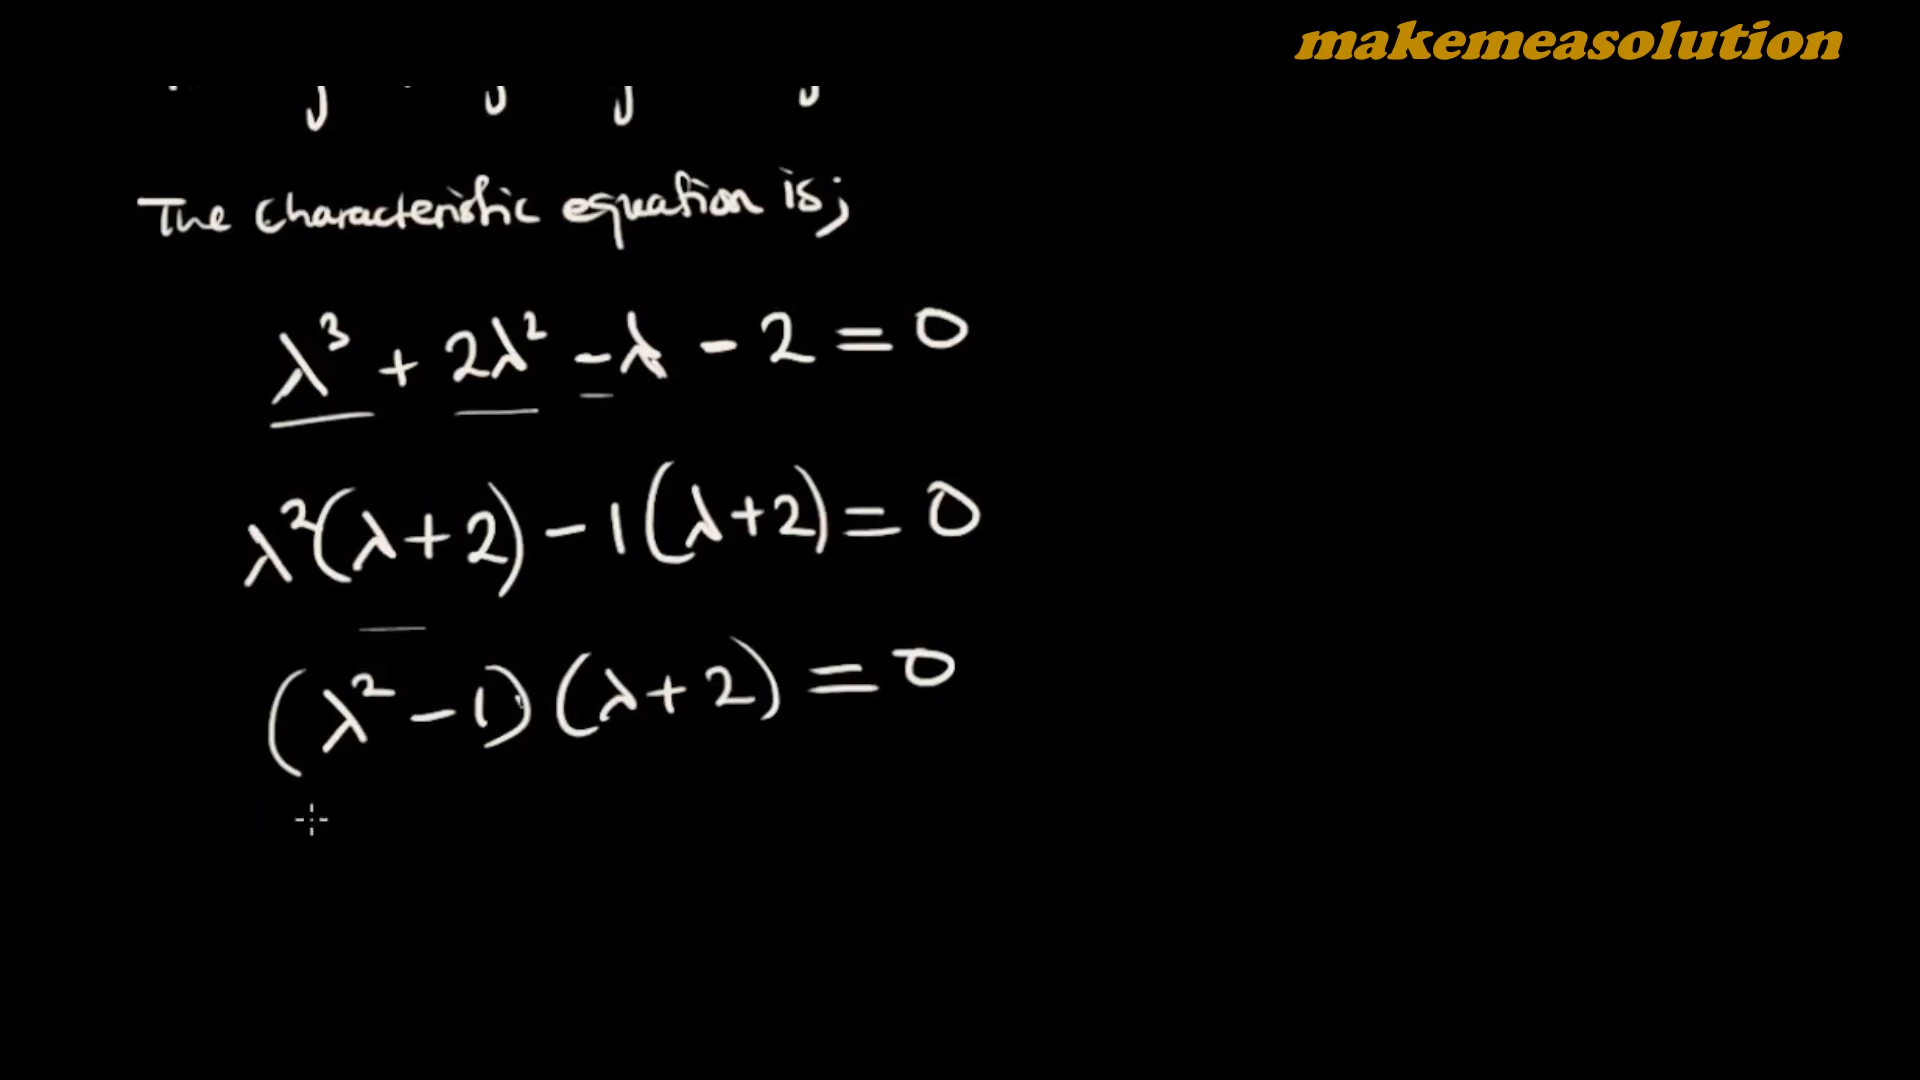 makemeasolution
The characteristic equation is;
λ³ + 2λ² - λ - 2 = 0
λ²(λ+2) - 1(λ+2) = 0
(λ² - 1)(λ + 2) = 0